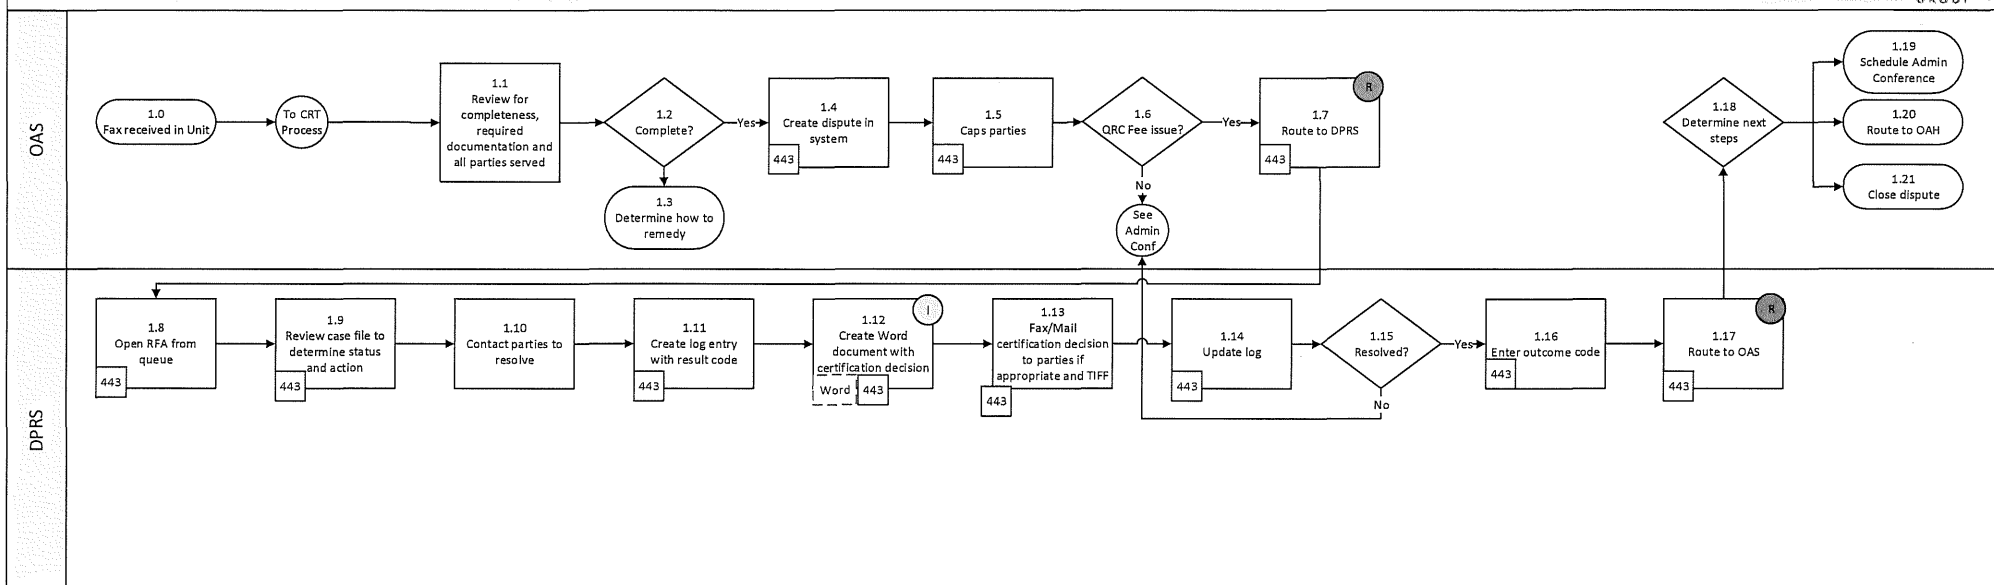 OAS
1.0
Fax received in Unit
To CRT
Process
1.1
Review for
completeness,
required
documentation and
all parties served
1.2
Complete?
Yes
1.3
Determine how to
remedy
1.4
Create dispute in
system
443
1.5
Caps parties
443
1.6
QRC Fee issue?
Yes
No
See
Admin
Conf
R
1.7
Route to DPRS
443
1.18
Determine next
steps
1.19
Schedule Admin
Conference
1.20
Route to OAH
1.21
Close dispute
DPRS
1.8
Open RFA from
queue
443
1.9
Review case file to
determine status
and action
443
1.10
Contact parties to
resolve
1.11
Create log entry
with result code
443
I
1.12
Create Word
document with
certification decision
Word
443
1.13
Fax/Mail
certification decision
to parties if
appropriate and TIFF
443
1.14
Update log
443
1.15
Resolved?
Yes
No
1.16
Enter outcome code
443
R
1.17
Route to OAS
443